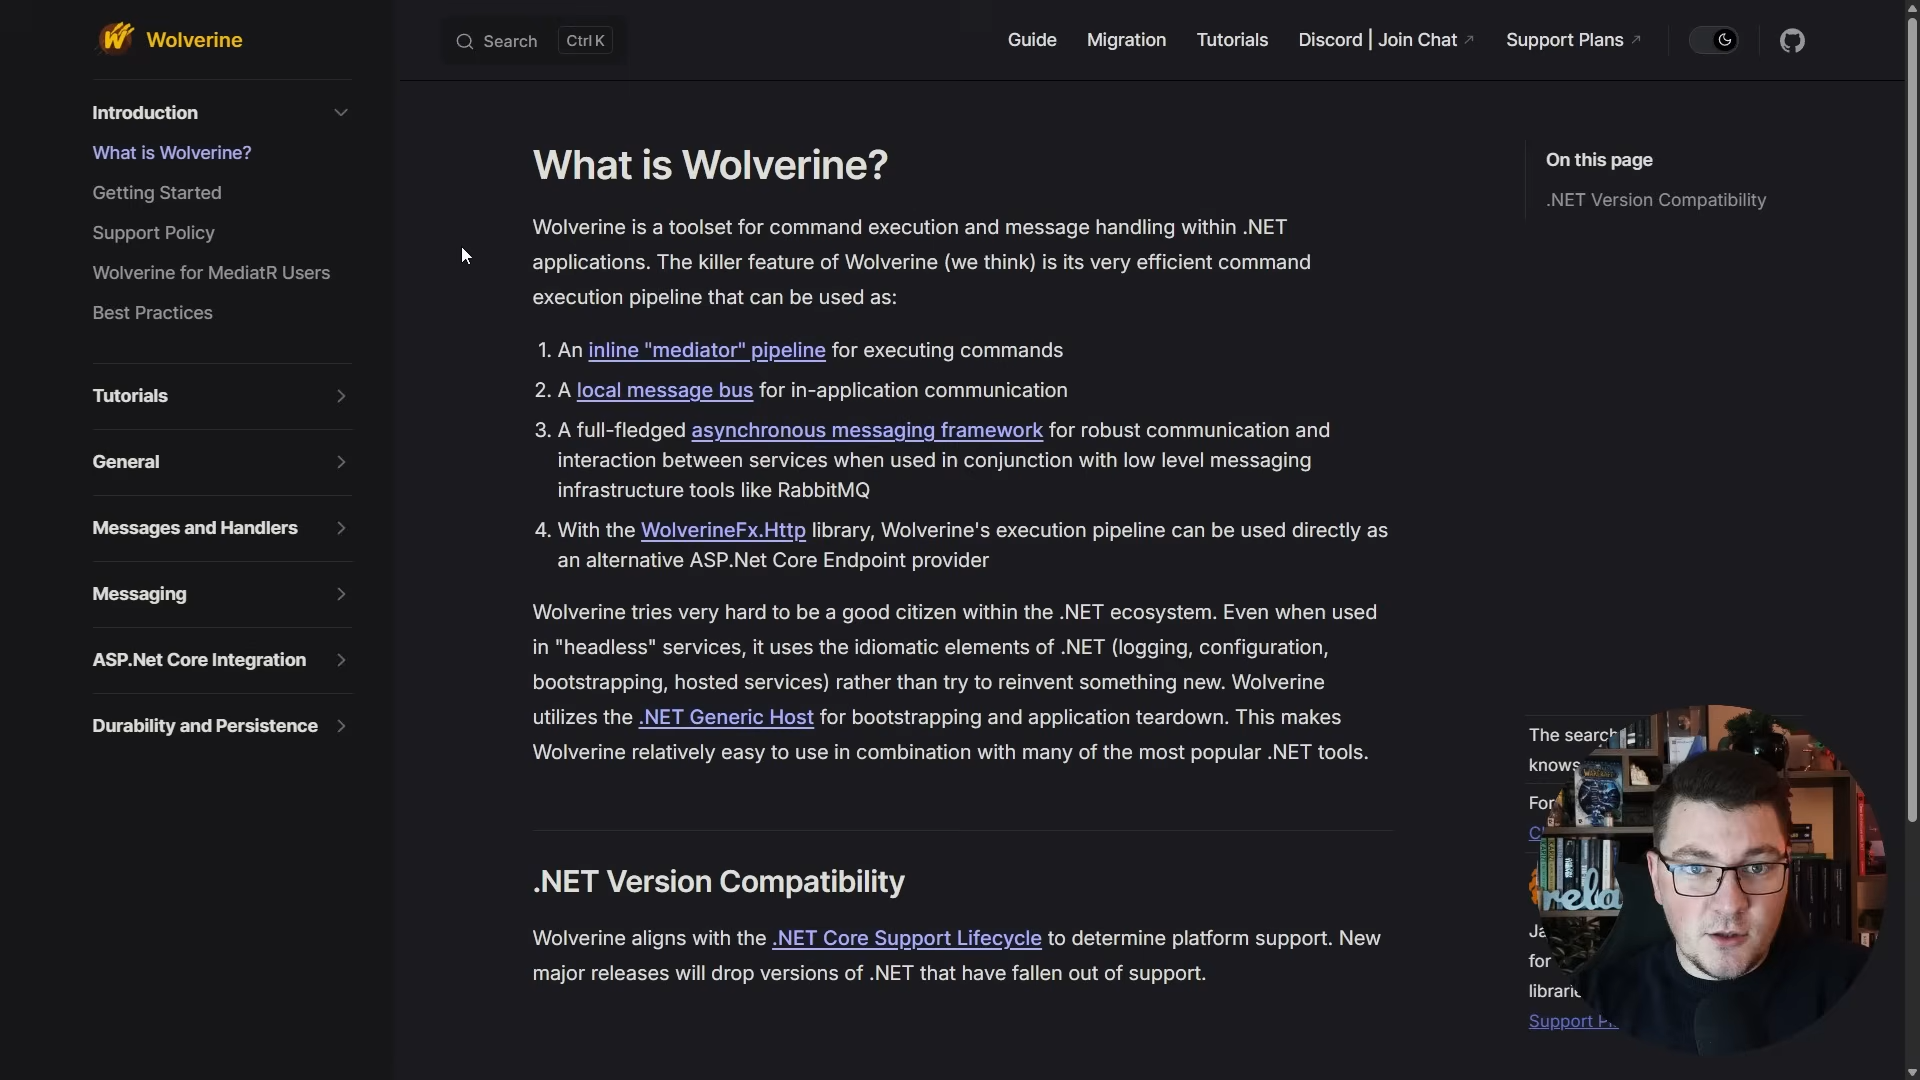 Wolverine
Search Ctrl K
Guide
Migration
Tutorials
Discord | Join Chat
Support Plans
Introduction
What is Wolverine?
Getting Started
Support Policy
Wolverine for MediatR Users
Best Practices
Tutorials
General
Messages and Handlers
Messaging
ASP.Net Core Integration
Durability and Persistence
What is Wolverine?
Wolverine is a toolset for command execution and message handling within .NET
applications. The killer feature of Wolverine (we think) is its very efficient command
execution pipeline that can be used as:
1. An inline "mediator" pipeline for executing commands
2. A local message bus for in-application communication
3. A full-fledged asynchronous messaging framework for robust communication and
interaction between services when used in conjunction with low level messaging
infrastructure tools like RabbitMQ
4. With the WolverineFx.Http library, Wolverine's execution pipeline can be used directly as
an alternative ASP.Net Core Endpoint provider
Wolverine tries very hard to be a good citizen within the .NET ecosystem. Even when used
in "headless" services, it uses the idiomatic elements of .NET (logging, configuration,
bootstrapping, hosted services) rather than try to reinvent something new. Wolverine
utilizes the .NET Generic Host for bootstrapping and application teardown. This makes
Wolverine relatively easy to use in combination with many of the most popular .NET tools.
.NET Version Compatibility
Wolverine aligns with the .NET Core Support Lifecycle to determine platform support. New
major releases will drop versions of .NET that have fallen out of support.
On this page
.NET Version Compatibility
The search
knows
For
for
Support
rela